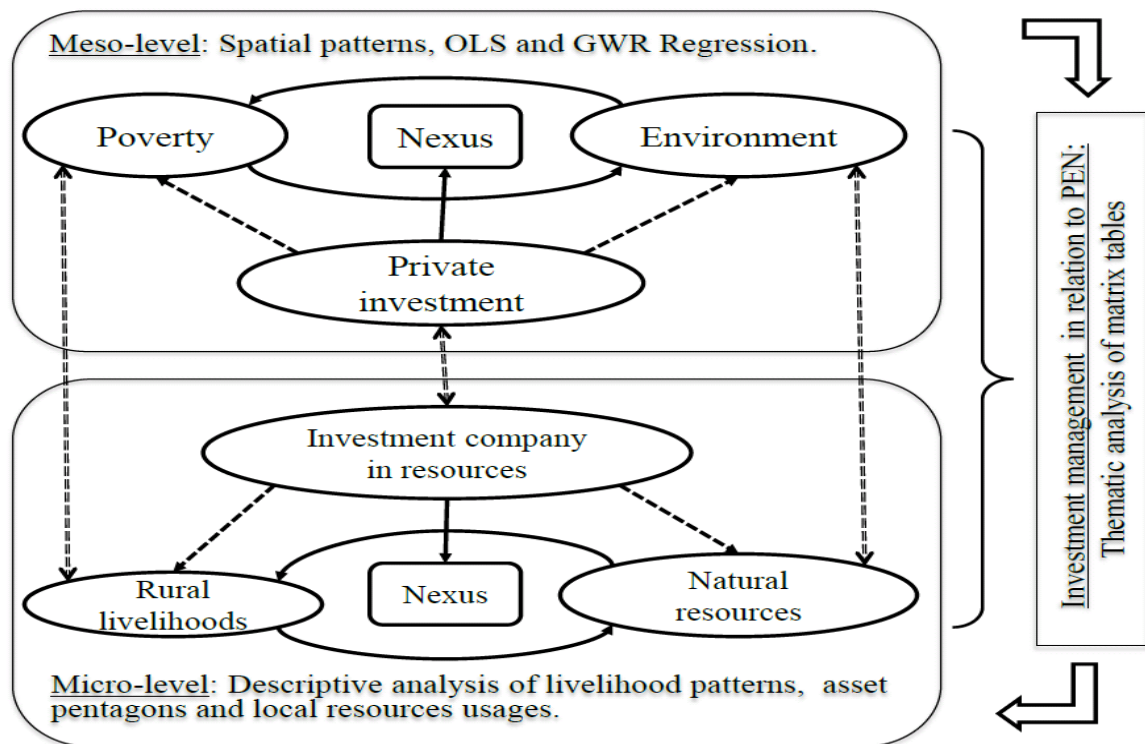 Meso-level: Spatial patterns, OLS and GWR Regression.
Poverty
Nexus
Environment
Private
investment
Investment company
in resources
Rural
livelihoods
Nexus
Natural
resources
Micro-level: Descriptive analysis of livelihood patterns, asset
pentagons and local resources usages.
Investment management in relation to PEN:
Thematic analysis of matrix tables